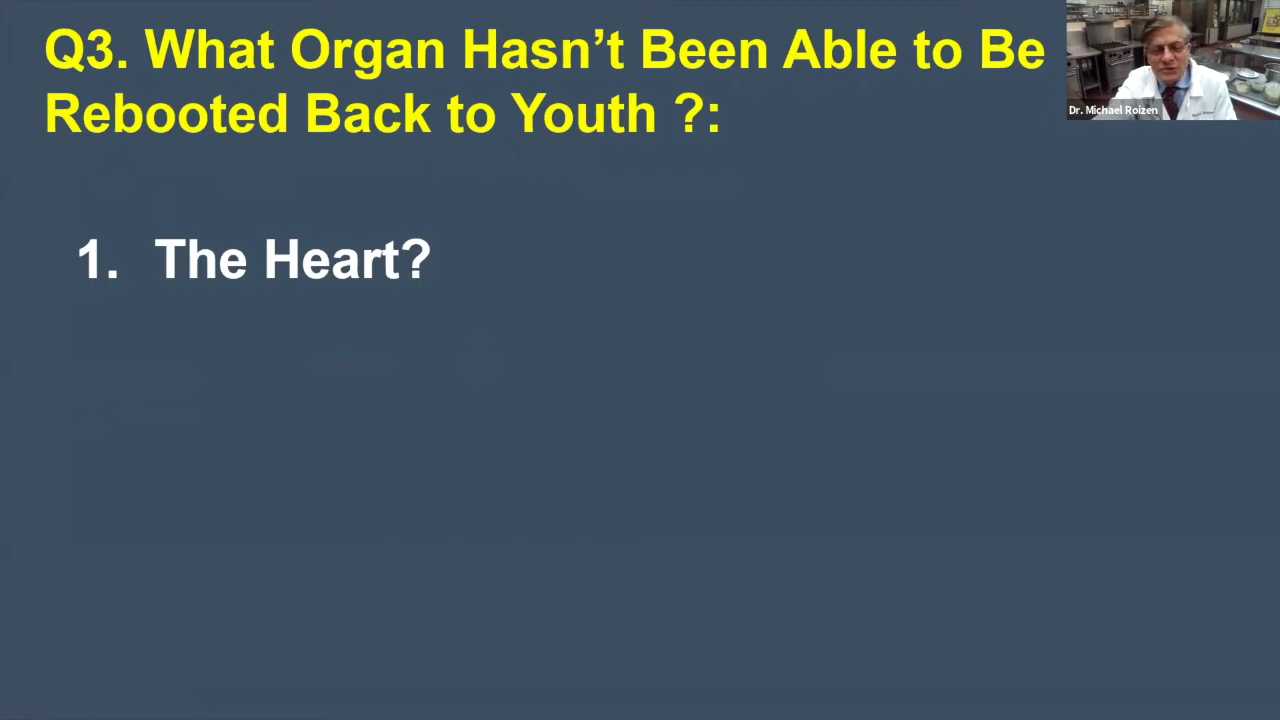 Q3. What Organ Hasn’t Been Able to Be
Rebooted Back to Youth ?:
Dr. Michael Roizen
1. The Heart?